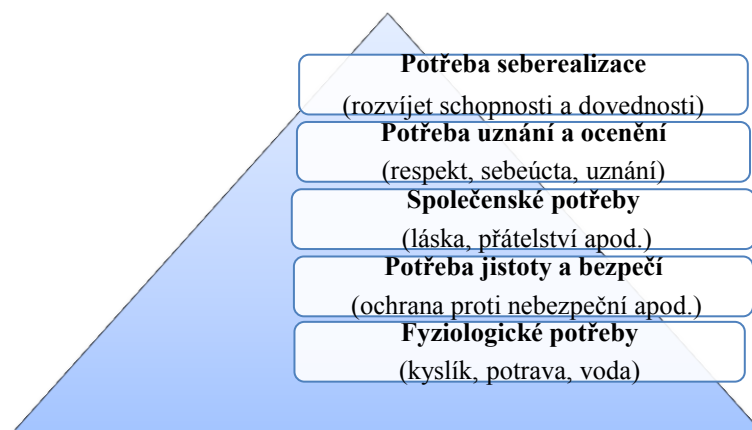 Potřeba seberealizace
(rozvíjet schopnosti a dovednosti)
Potřeba uznání a ocenění
(respekt, sebeúcta, uznání)
Společenské potřeby
(láska, přátelství apod.)
Potřeba jistoty a bezpečí
(ochrana proti nebezpeční apod.)
Fyziologické potřeby
(kyslík, potrava, voda)